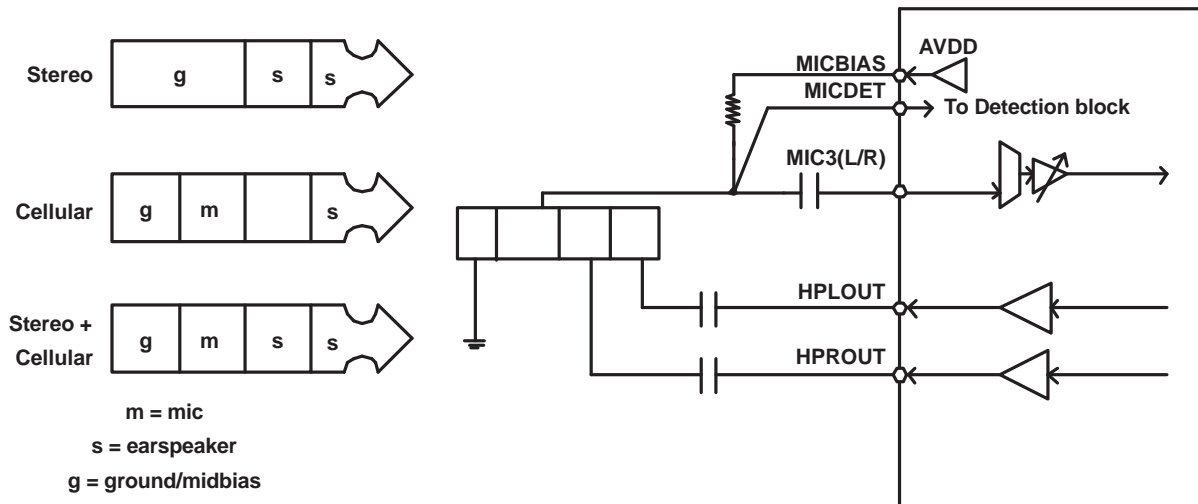 Stereo
g s s
Cellular
g m s
Stereo +
Cellular
g m s s
m = mic
s = earspeaker
g = ground/midbias
AVDD
MICBIAS
MICDET
To Detection block
MIC3(L/R)
HPLOUT
HPROUT